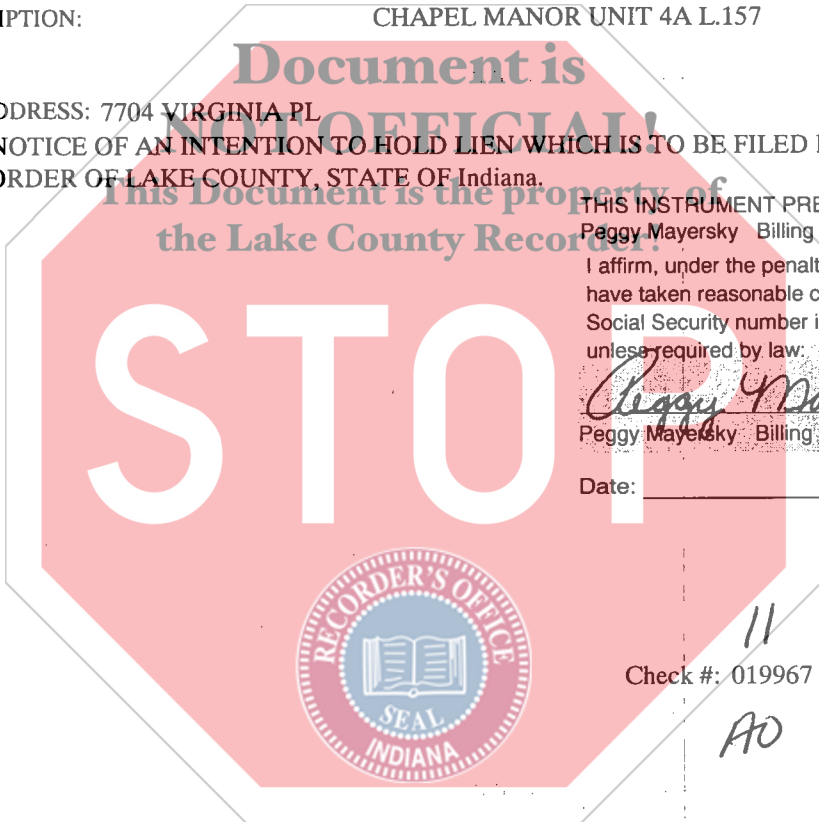 IPTION: CHAPEL MANOR UNIT 4A L.157
Document is
DDRESS: 7704 VIRGINIA PL
NOT OFFICIAL!
NOTICE OF AN INTENTION TO HOLD LIEN WHICH IS TO BE FILED
ORDER OF LAKE COUNTY, STATE OF Indiana.
This Document is the property of
the Lake County Recorder!
THIS INSTRUMENT PRE
Peggy Mayersky Billing
I affirm, under the penalt
have taken reasonable c
Social Security number i
unless required by law:
Peggy Ma
Peggy Mayersky Billing
Date:
STOP
RECORDER'S OFFICE
SEAL
INDIANA
11
Check #: 019967
AO